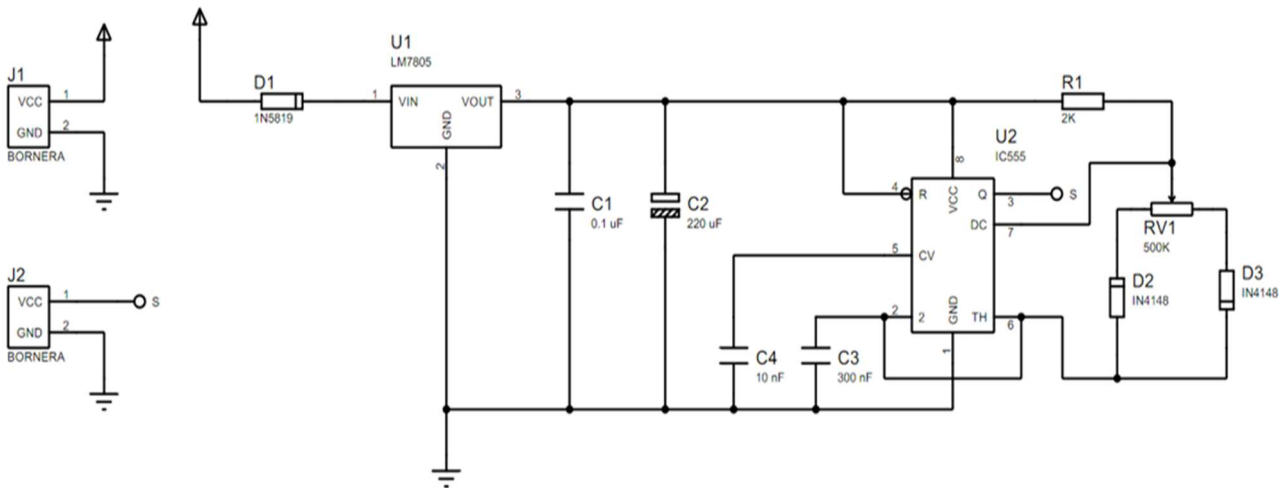 J1
VCC 1
GND 2
BORNERA
J2
VCC 1
GND 2
BORNERA
S
D1
1N5819
U1
LM7805
1 VIN VOUT 3
GND
2
C1
0.1 uF
C2
220 uF
R1
2K
U2
IC555
8
4 R VCC Q 3 S
DC 7
5 CV
2 2 GND TH 6
1
C4
10 nF
C3
300 nF
RV1
500K
D2
IN4148
D3
IN4148